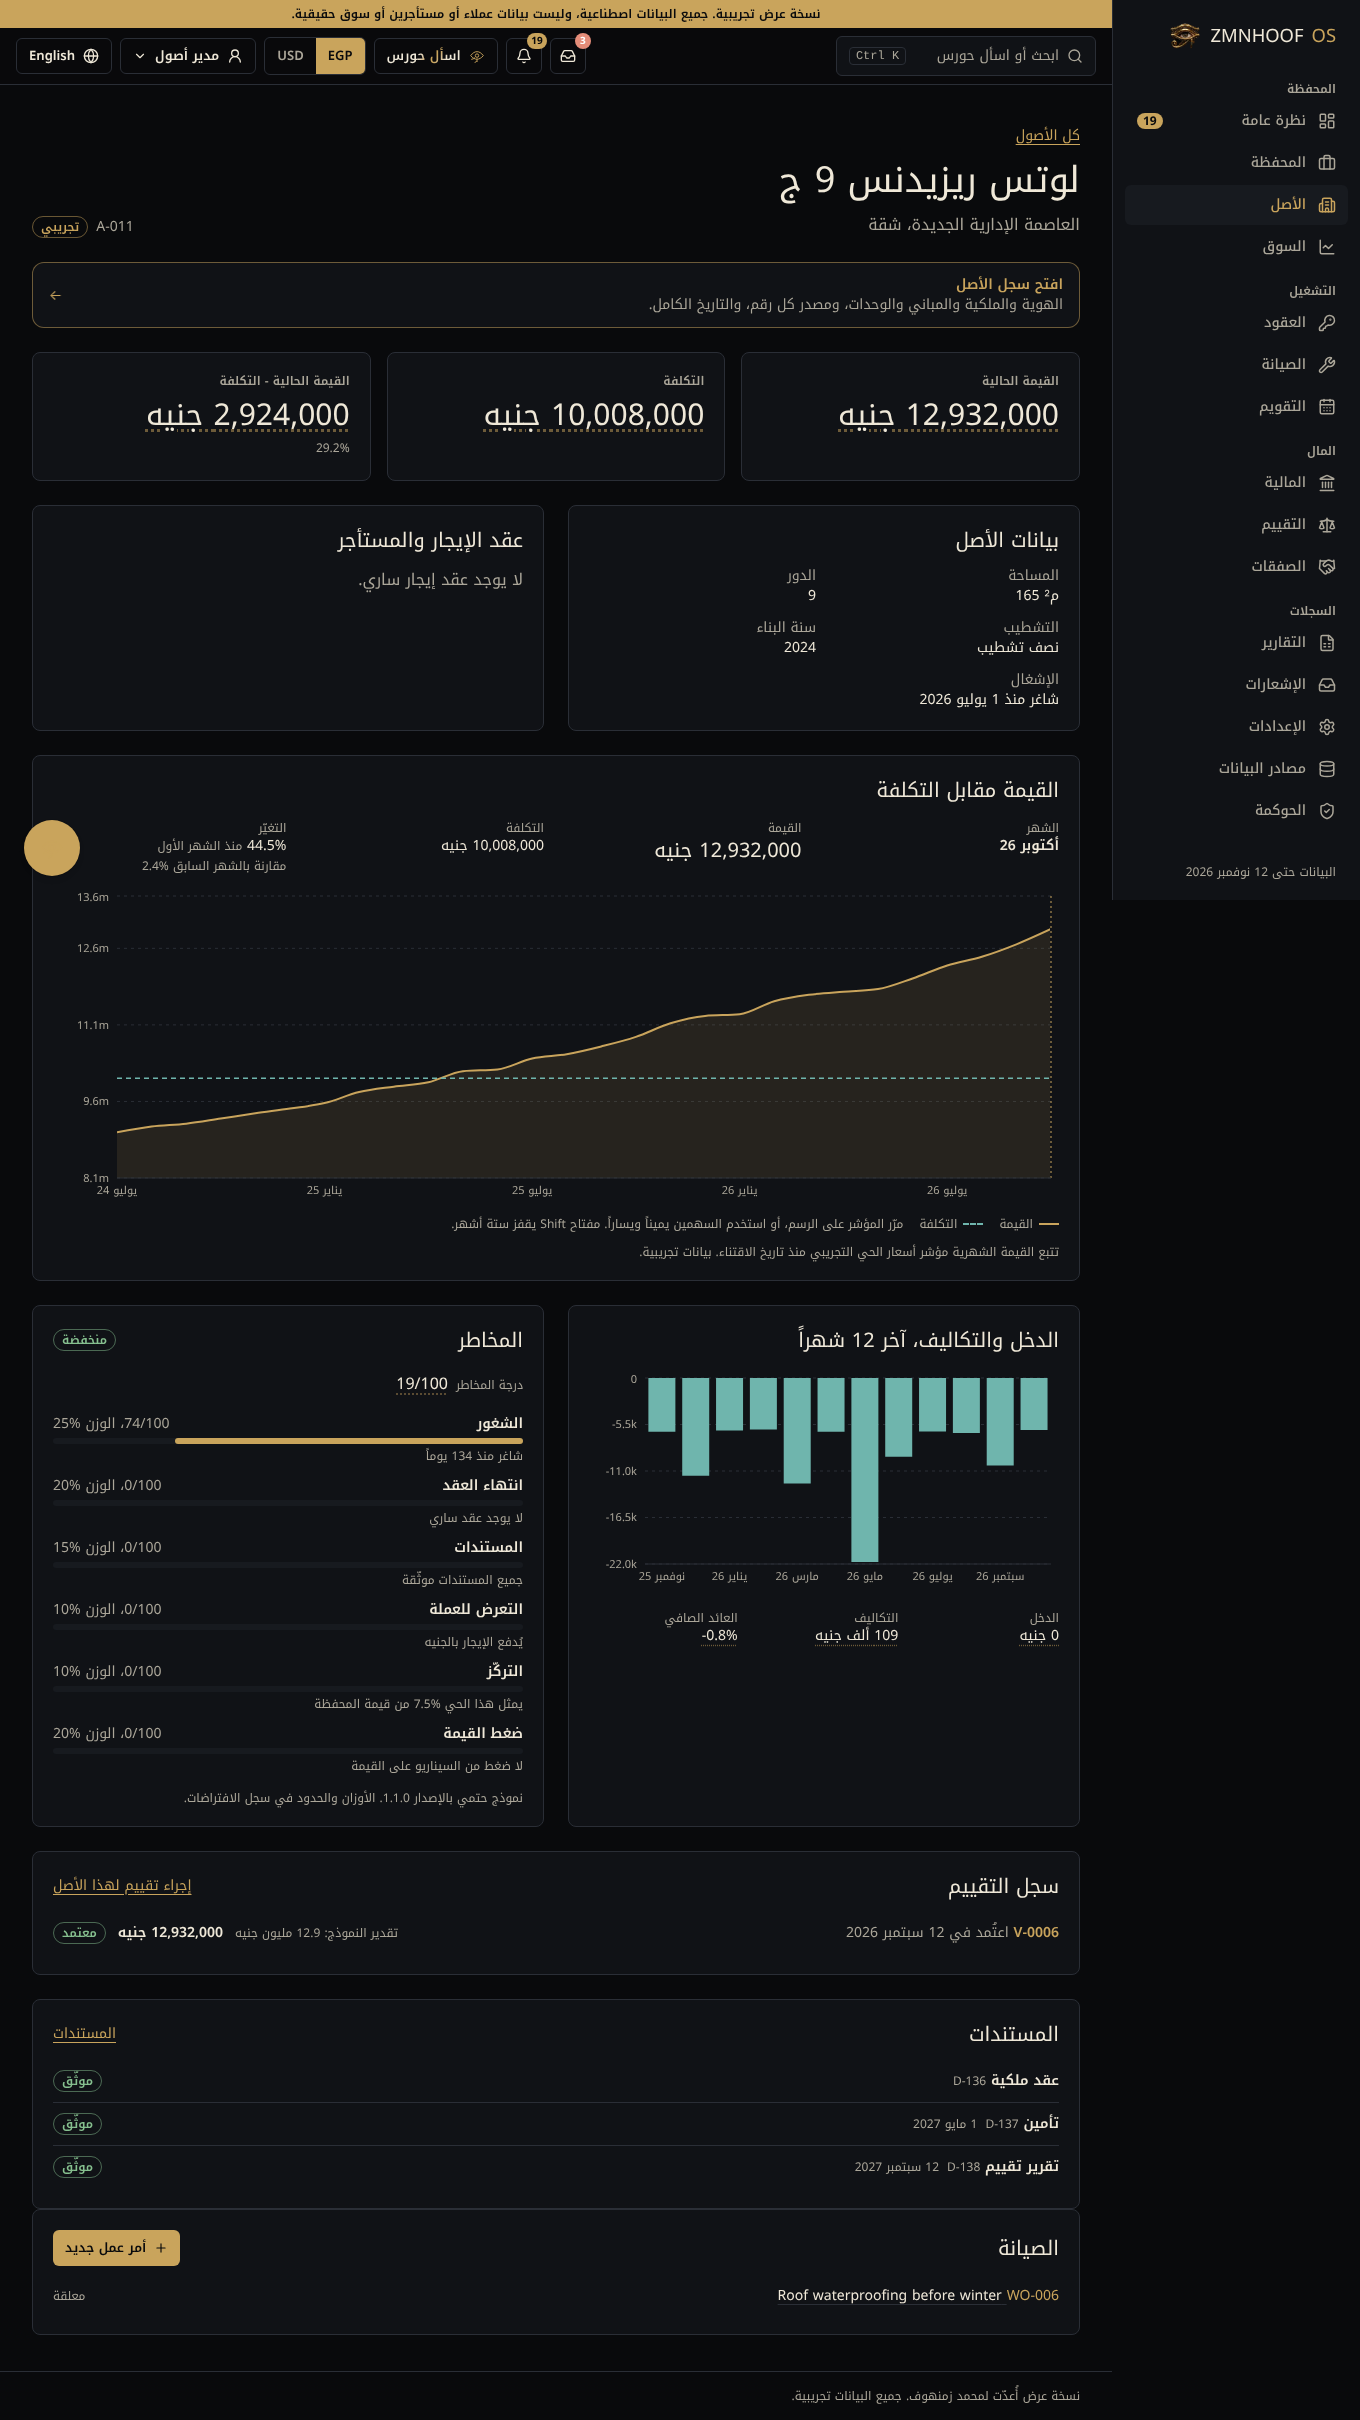 نسخة عرض تجريبية. جميع البيانات اصطناعية، وليست بيانات عملاء أو مستأجرين أو سوق حقيقية.
ZMNHOOF OS
المحفظة
نظرة عامة 19
المحفظة
الأصل
السوق
التشغيل
العقود
الصيانة
التقويم
المال
المالية
التقييم
الصفقات
السجلات
التقارير
الإشعارات
الإعدادات
مصادر البيانات
الحوكمة
البيانات حتى 12 نوفمبر 2026
ابحث أو اسأل حورس Ctrl K
3
19
اسأل حورس
EGP USD
مدير أصول
English
كل الأصول
لوتس ريزيدنس 9 ج
العاصمة الإدارية الجديدة، شقة
A-011 تجريبي
افتح سجل الأصل
الهوية والملكية والمباني والوحدات، ومصدر كل رقم، والتاريخ الكامل.
←
القيمة الحالية
12,932,000 جنيه
التكلفة
10,008,000 جنيه
القيمة الحالية - التكلفة
2,924,000 جنيه
29.2%
بيانات الأصل
المساحة
165 م²
الدور
9
التشطيب
نصف تشطيب
سنة البناء
2024
الإشغال
شاغر منذ 1 يوليو 2026
عقد الإيجار والمستأجر
لا يوجد عقد إيجار ساري.
القيمة مقابل التكلفة
الشهر
أكتوبر 26
القيمة
12,932,000 جنيه
التكلفة
10,008,000 جنيه
التغيّر
44.5% منذ الشهر الأول
مقارنة بالشهر السابق 2.4%
13.6m
12.6m
11.1m
9.6m
8.1m
يوليو 24
يناير 25
يوليو 25
يناير 26
يوليو 26
القيمة التكلفة مرّر المؤشر على الرسم، أو استخدم السهمين يميناً ويساراً. مفتاح Shift يقفز ستة أشهر.
تتبع القيمة الشهرية مؤشر أسعار الحي التجريبي منذ تاريخ الاقتناء. بيانات تجريبية.
الدخل والتكاليف، آخر 12 شهراً
0
-5.5k
-11.0k
-16.5k
-22.0k
نوفمبر 25
يناير 26
مارس 26
مايو 26
يوليو 26
سبتمبر 26
الدخل
0 جنيه
التكاليف
109 ألف جنيه
العائد الصافي
-0.8%
المخاطر
منخفضة
درجة المخاطر 19/100
الشغور
74/100، الوزن 25%
شاغر منذ 134 يوماً
انتهاء العقد
0/100، الوزن 20%
لا يوجد عقد ساري
المستندات
0/100، الوزن 15%
جميع المستندات موثّقة
التعرض للعملة
0/100، الوزن 10%
يُدفع الإيجار بالجنيه
التركّز
0/100، الوزن 10%
يمثل هذا الحي 7.5% من قيمة المحفظة
ضغط القيمة
0/100، الوزن 20%
لا ضغط من السيناريو على القيمة
نموذج حتمي بالإصدار 1.1.0. الأوزان والحدود في سجل الافتراضات.
سجل التقييم
إجراء تقييم لهذا الأصل
V-0006 اعتُمد في 12 سبتمبر 2026
تقدير النموذج: 12.9 مليون جنيه 12,932,000 جنيه معتمد
المستندات
المستندات
عقد ملكية D-136
موثّق
تأمين D-137 1 مايو 2027
موثّق
تقرير تقييم D-138 12 سبتمبر 2027
موثّق
الصيانة
أمر عمل جديد
WO-006 Roof waterproofing before winter
معلقة
نسخة عرض أُعدّت لمحمد زمنهوف. جميع البيانات تجريبية.